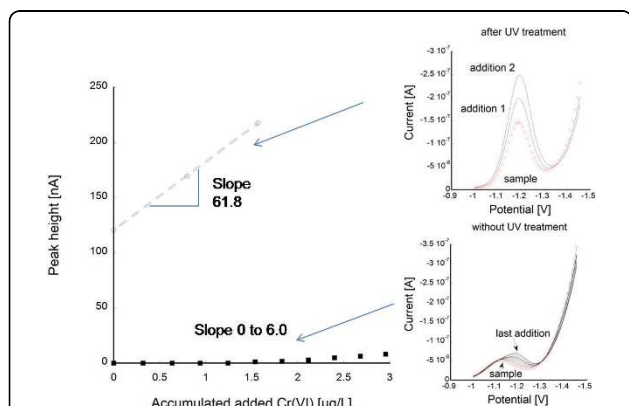 Peak height [nA]
250
200
150
100
50
0
Slope
61.8
Slope 0 to 6.0
0
0.5
1
1.5
2
2.5
3
Accumulated added Cr(VI) [µg/L]
after UV treatment
Current [A]
-3 10⁻⁷
-2.5 10⁻⁷
-2 10⁻⁷
-1.5 10⁻⁷
-1 10⁻⁷
-5 10⁻⁸
0
addition 2
addition 1
sample
-0.9 -1 -1.1 -1.2 -1.3 -1.4 -1.5
Potential [V]
without UV treatment
Current [A]
-3.5 10⁻⁷
-3 10⁻⁷
-2.5 10⁻⁷
-2 10⁻⁷
-1.5 10⁻⁷
-1 10⁻⁷
-5 10⁻⁸
0
last addition
sample
-0.9 -1 -1.1 -1.2 -1.3 -1.4 -1.5
Potential [V]